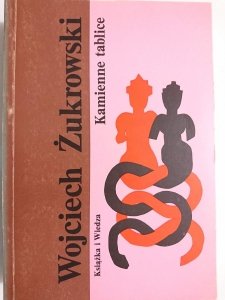 Wojciech Żukrowski
Kamienne tablice
Książka i Wiedza